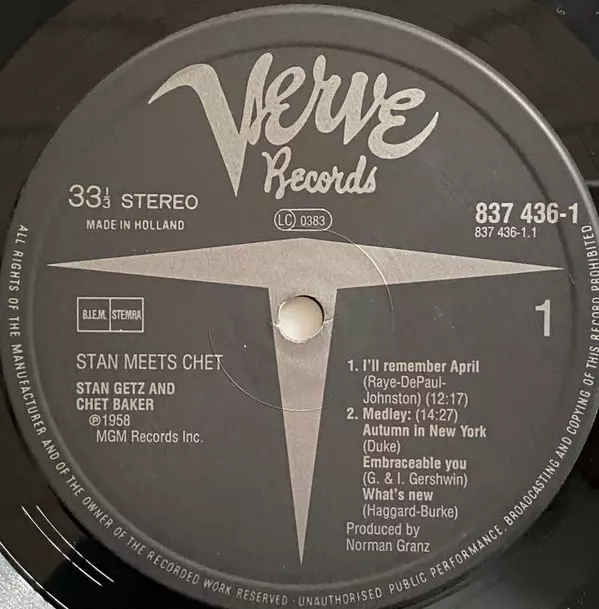 VERVE
Records
33 1/3 STEREO
MADE IN HOLLAND
LC 0383
837 436-1
837 436-1.1
B.I.E.M. STEMRA
1
STAN MEETS CHET
STAN GETZ AND
CHET BAKER
℗1958
MGM Records Inc.
1. I'll remember April
(Raye-DePaul-
Johnston) (12:17)
2. Medley: (14:27)
Autumn in New York
(Duke)
Embraceable you
(G. & I. Gershwin)
What's new
(Haggard-Burke)
Produced by
Norman Granz
ALL RIGHTS OF THE MANUFACTURER AND OF THE OWNER OF THE RECORDED WORK RESERVED - UNAUTHORISED PUBLIC PERFORMANCE, BROADCASTING AND COPYING OF THIS RECORD PROHIBITED